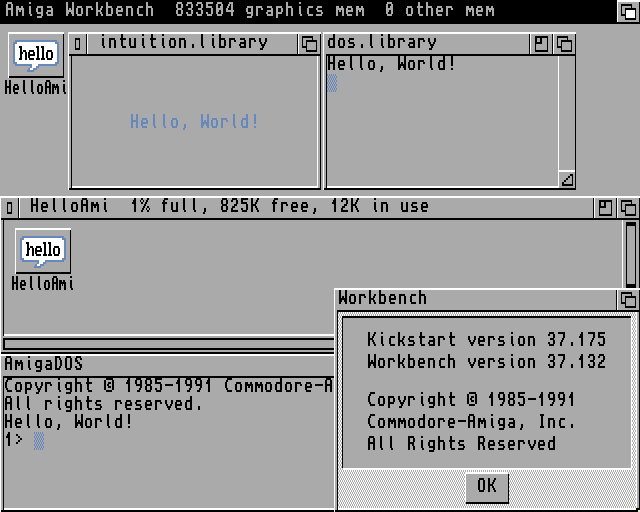 Amiga Workbench  833504 graphics mem  0 other mem
hello
HelloAmi
intuition.library
Hello, World!
dos.library
Hello, World!
HelloAmi  1% full, 825K free, 12K in use
hello
HelloAmi
AmigaDOS
Copyright © 1985-1991 Commodore-A
All rights reserved.
Hello, World!
1>
Workbench
Kickstart version 37.175
Workbench version 37.132
Copyright © 1985-1991
Commodore-Amiga, Inc.
All Rights Reserved
OK